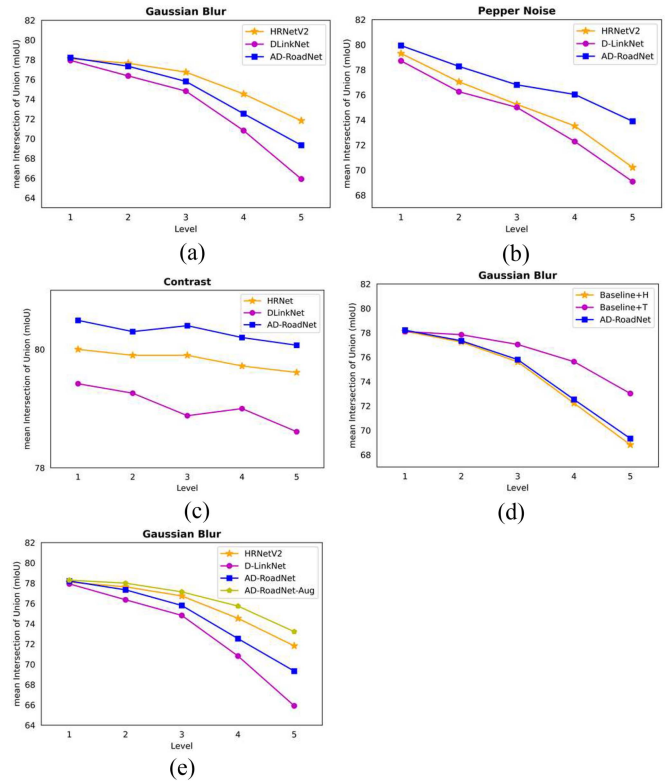 Gaussian Blur
mean Intersection of Union (mIoU)
82
80
78
76
74
72
70
68
66
64
1 2 3 4 5
Level
HRNetV2
DLinkNet
AD-RoadNet
(a)
Pepper Noise
mean Intersection of Union (mIoU)
82
80
78
76
74
72
70
68
1 2 3 4 5
Level
HRNetV2
D-LinkNet
AD-RoadNet
(b)
Contrast
mean Intersection of Union (mIoU)
80
78
1 2 3 4 5
Level
HRNet
DLinkNet
AD-RoadNet
(c)
Gaussian Blur
mean Intersection of Union (mIoU)
82
80
78
76
74
72
70
68
1 2 3 4 5
Level
Baseline+H
Baseline+T
AD-RoadNet
(d)
Gaussian Blur
mean Intersection of Union (mIoU)
82
80
78
76
74
72
70
68
66
64
1 2 3 4 5
Level
HRNetV2
D-LinkNet
AD-RoadNet
AD-RoadNet-Aug
(e)